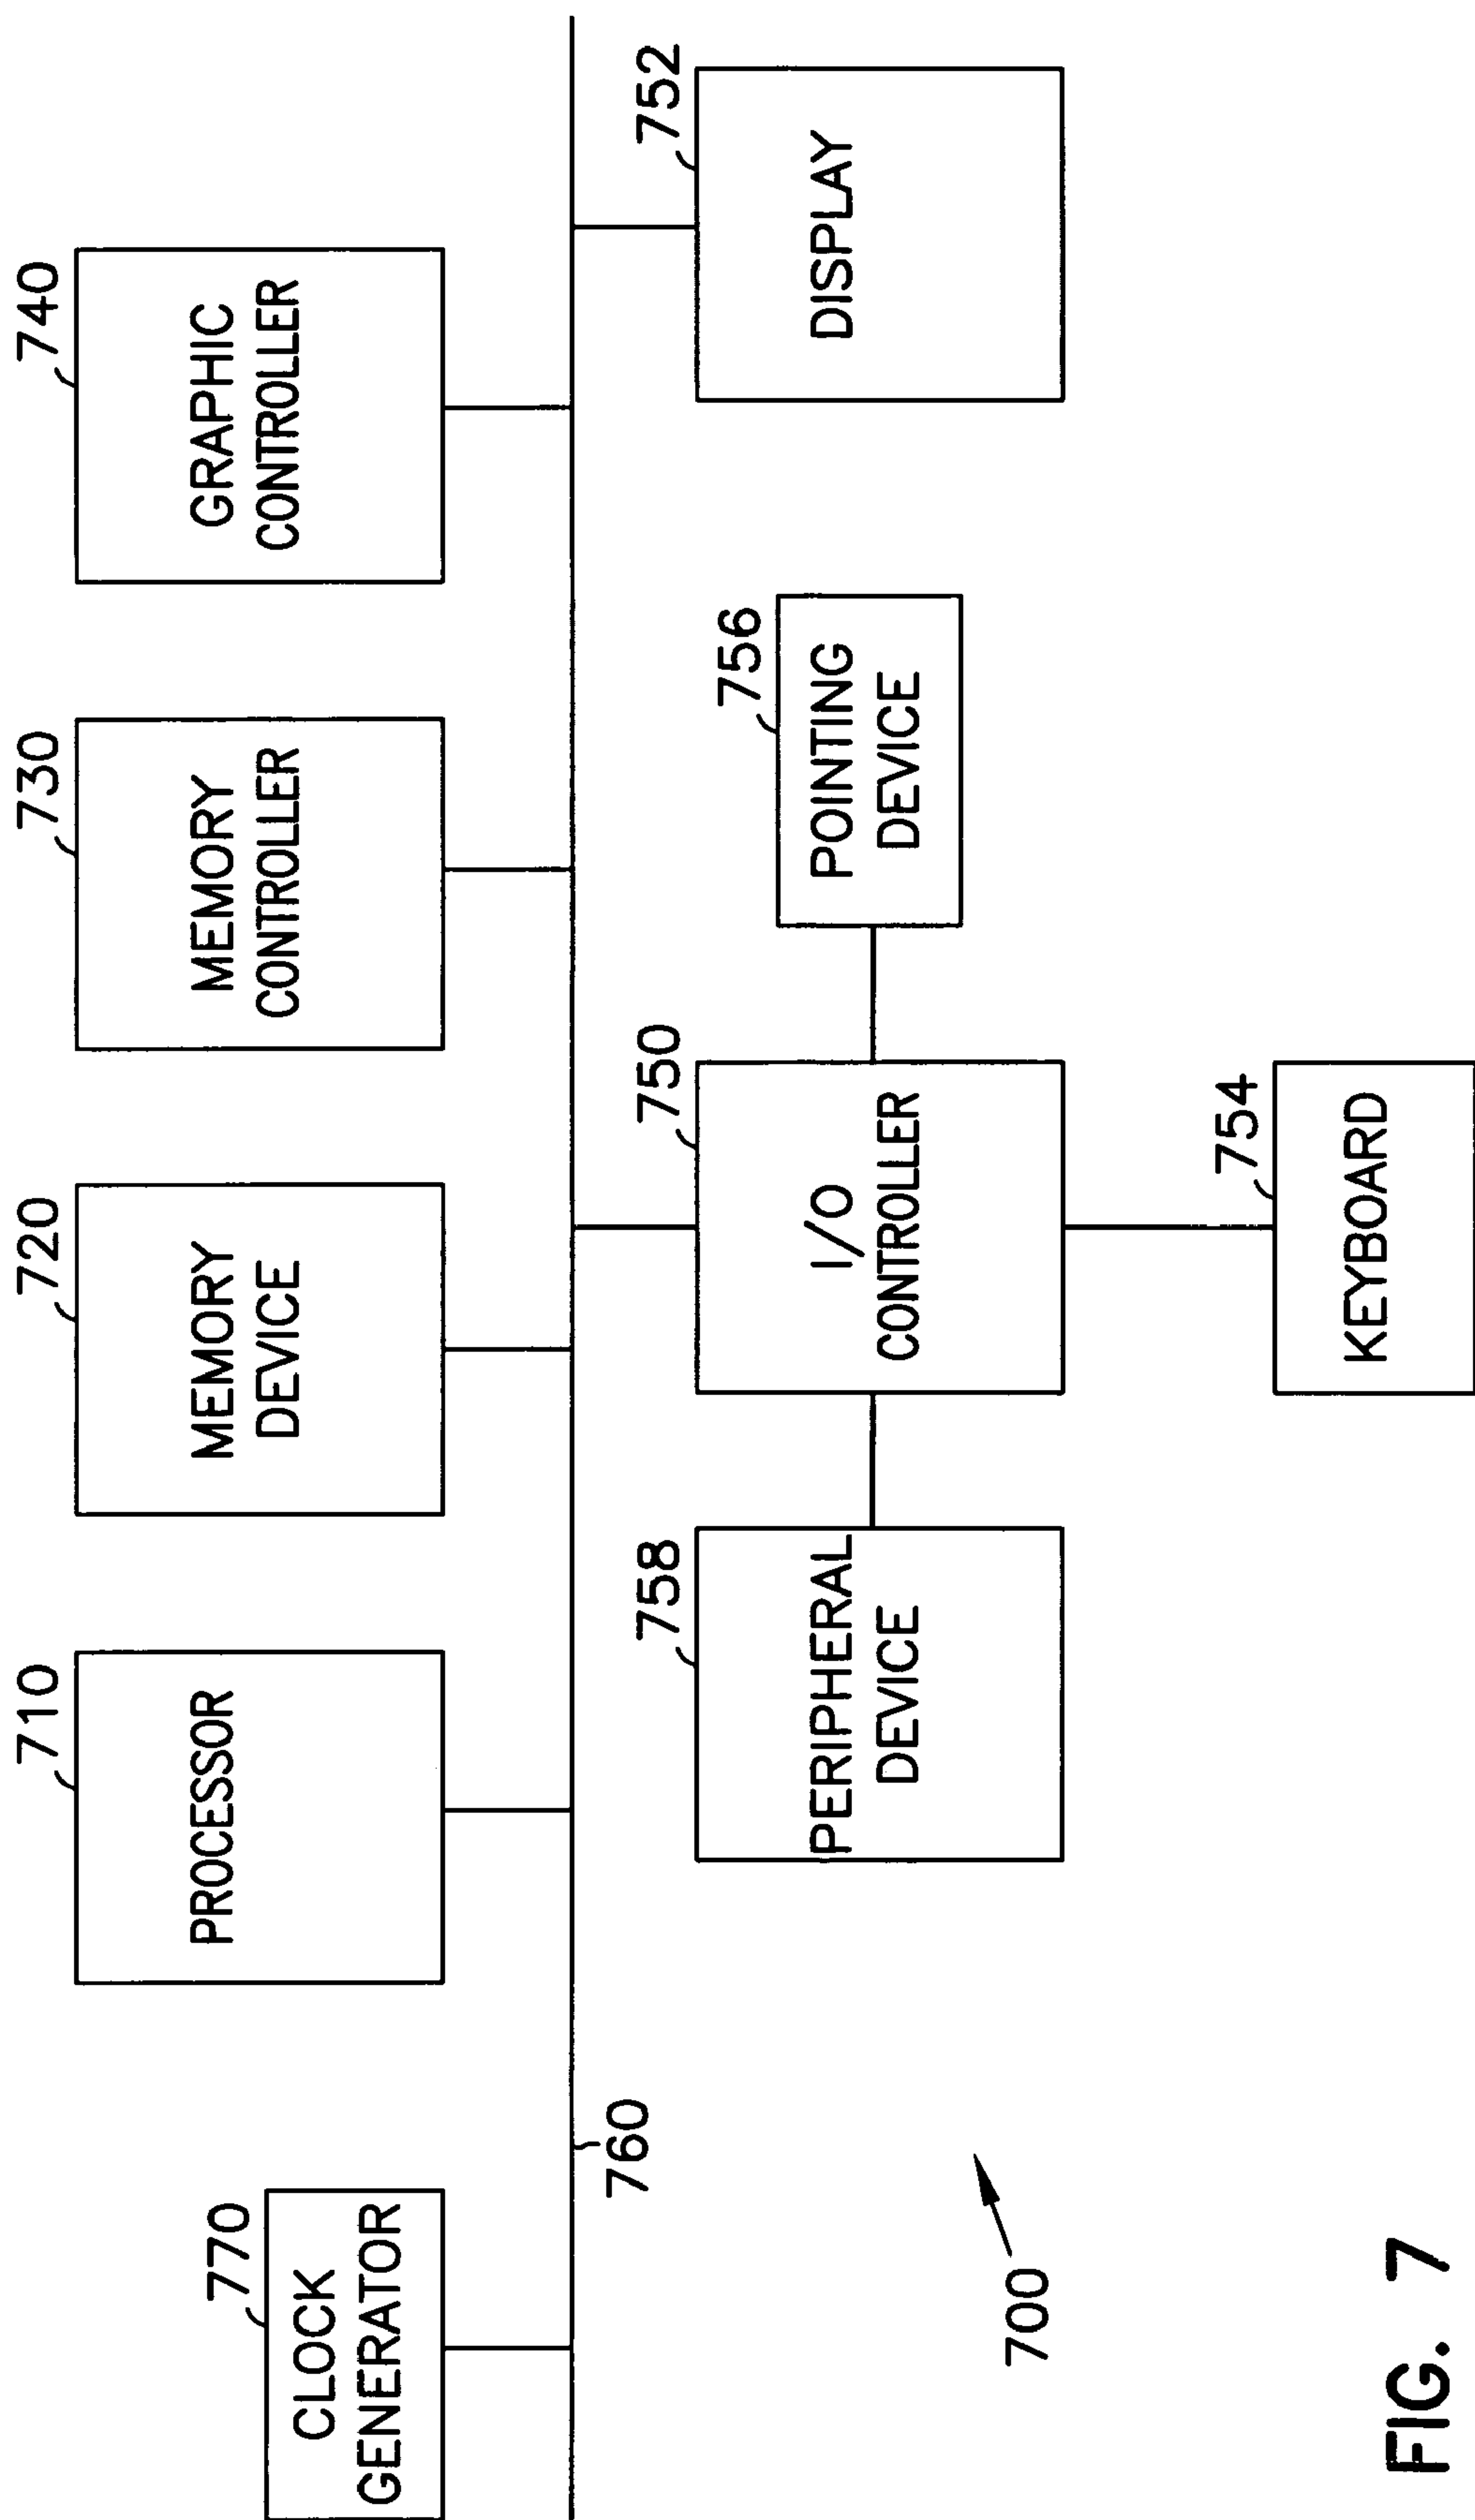 770
CLOCK
GENERATOR
710
PROCESSOR
720
MEMORY
DEVICE
730
MEMORY
CONTROLLER
740
GRAPHIC
CONTROLLER
760
758
PERIPHERAL
DEVICE
750
I/O
CONTROLLER
756
POINTING
DEVICE
752
DISPLAY
754
KEYBOARD
700
FIG. 7